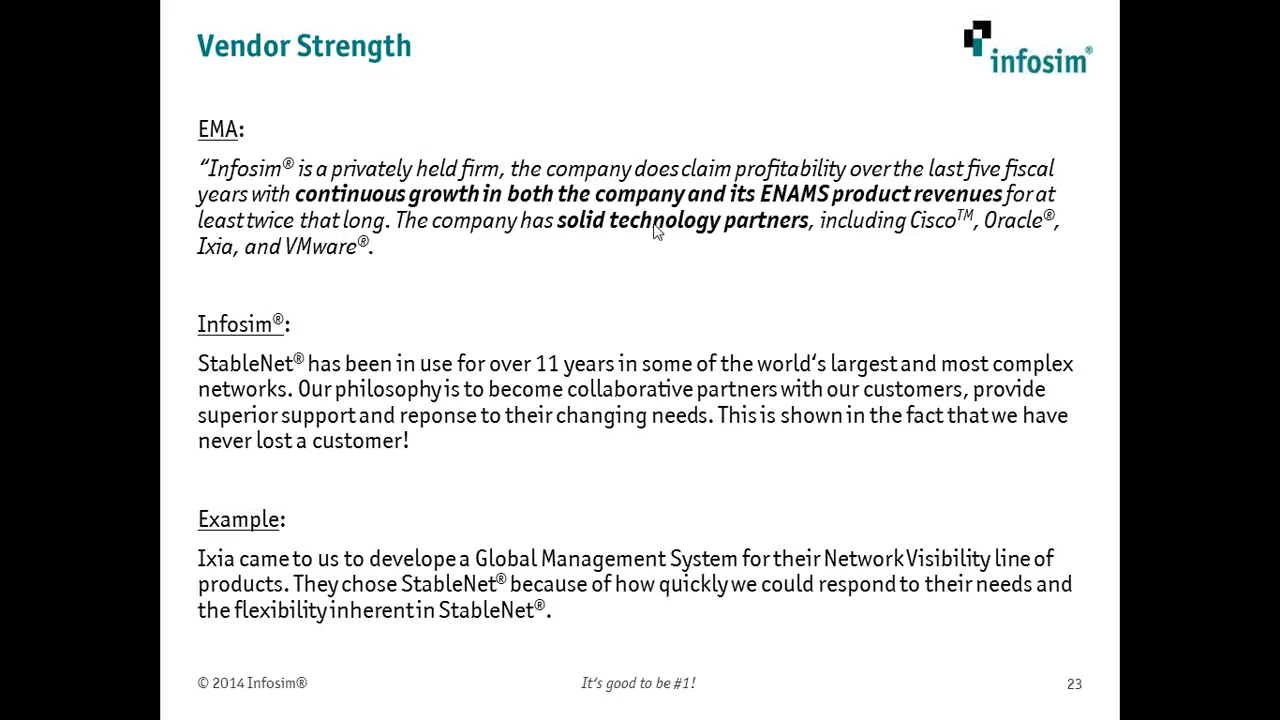 Vendor Strength
infosim®
EMA:
“Infosim® is a privately held firm, the company does claim profitability over the last five fiscal
years with continuous growth in both the company and its ENAMS product revenues for at
least twice that long. The company has solid technology partners, including Cisco™, Oracle®,
Ixia, and VMware®.
Infosim®:
StableNet® has been in use for over 11 years in some of the world‘s largest and most complex
networks. Our philosophy is to become collaborative partners with our customers, provide
superior support and reponse to their changing needs. This is shown in the fact that we have
never lost a customer!
Example:
Ixia came to us to develope a Global Management System for their Network Visibility line of
products. They chose StableNet® because of how quickly we could respond to their needs and
the flexibility inherent in StableNet®.
© 2014 Infosim®
It‘s good to be #1!
23